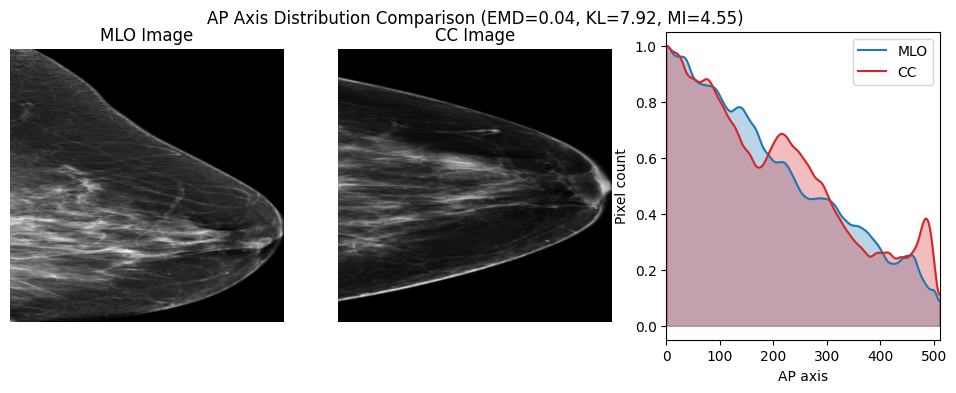 AP Axis Distribution Comparison (EMD=0.04, KL=7.92, MI=4.55)
MLO Image
CC Image
MLO
CC
Pixel count
1.0
0.8
0.6
0.4
0.2
0.0
0 100 200 300 400 500
AP axis